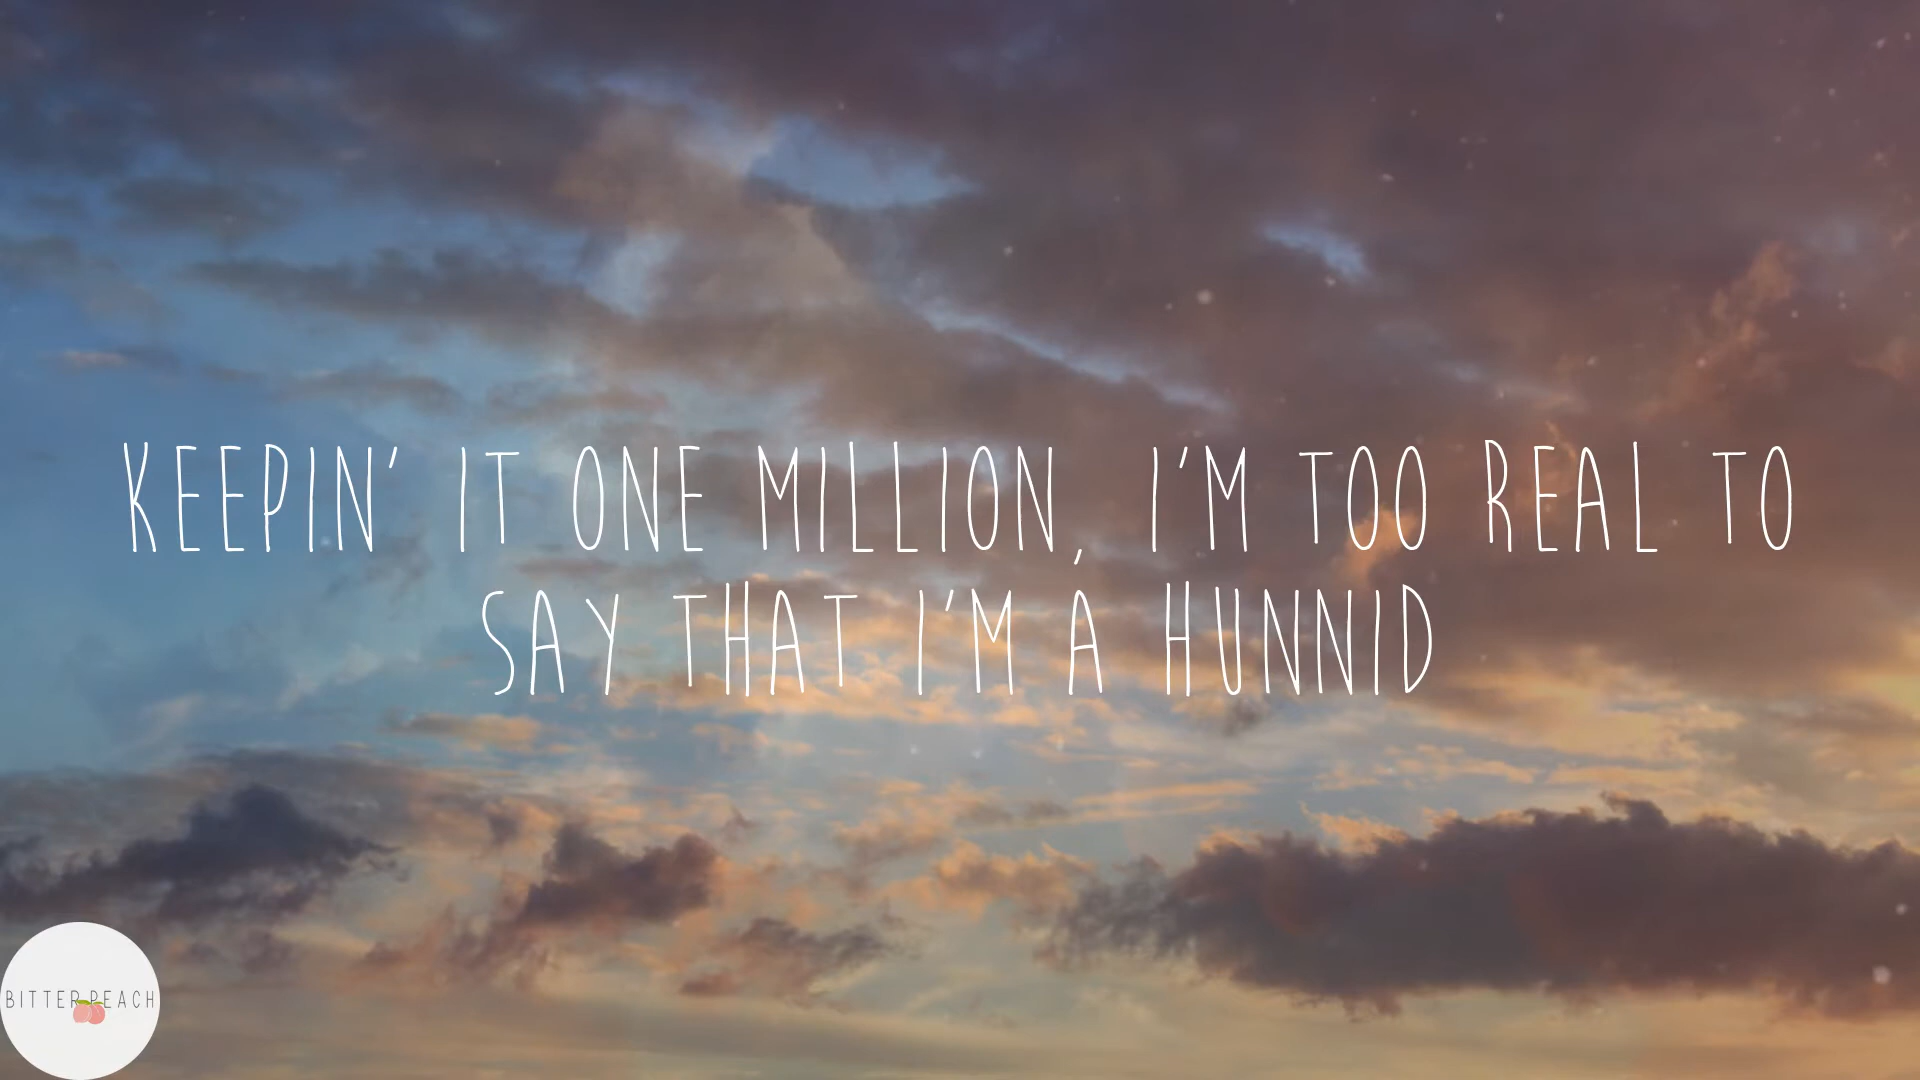 KEEPIN' IT ONE MILLION, I'M TOO REAL TO
SAY THAT I'M A HUNNID
BITTER PEACH